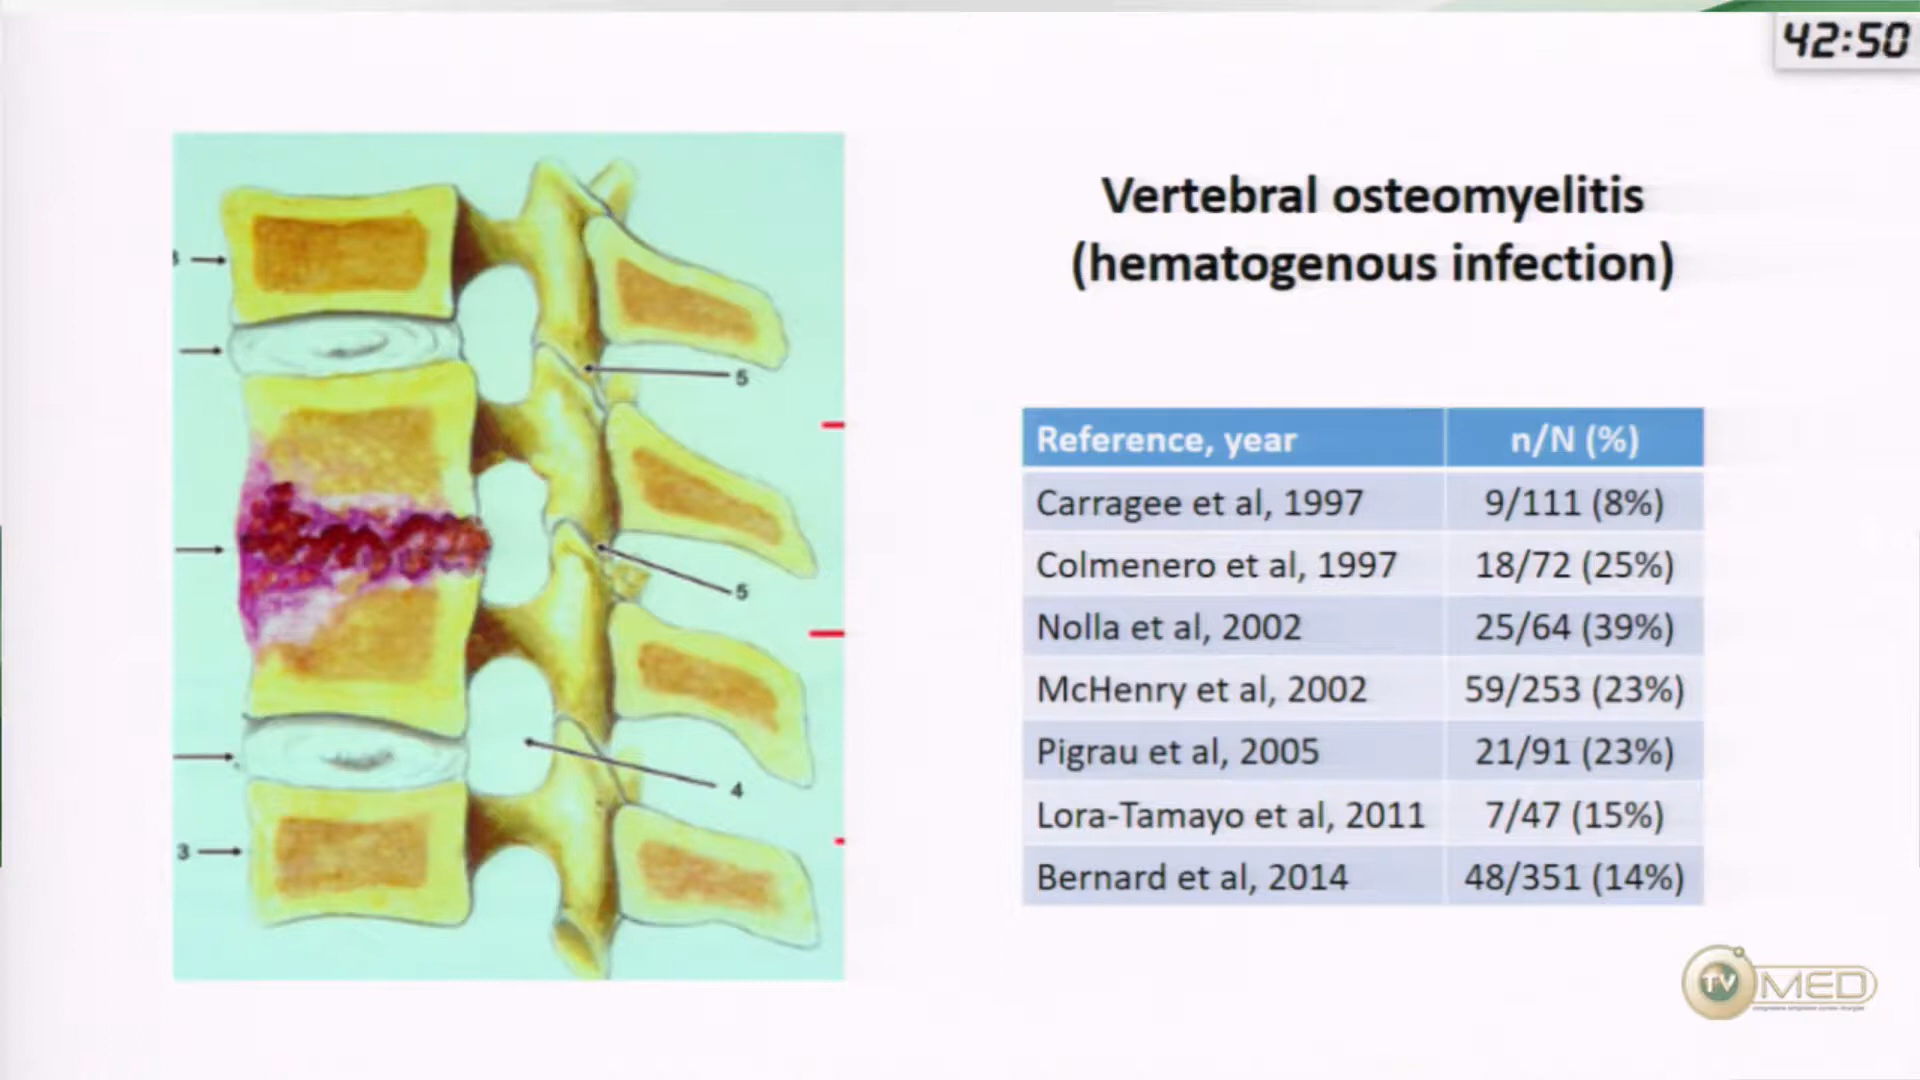 42:50
Vertebral osteomyelitis
(hematogenous infection)
Reference, year n/N (%)
Carragee et al, 1997 9/111 (8%)
Colmenero et al, 1997 18/72 (25%)
Nolla et al, 2002 25/64 (39%)
McHenry et al, 2002 59/253 (23%)
Pigrau et al, 2005 21/91 (23%)
Lora-Tamayo et al, 2011 7/47 (15%)
Bernard et al, 2014 48/351 (14%)
5
5
4
3
TV MED